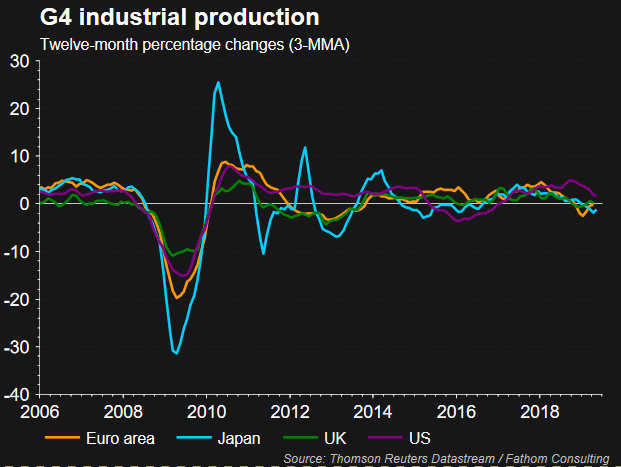 G4 industrial production
Twelve-month percentage changes (3-MMA)
30
20
10
0
-10
-20
-30
-40
2006 2008 2010 2012 2014 2016 2018
Euro area Japan UK US
Source: Thomson Reuters Datastream / Fathom Consulting